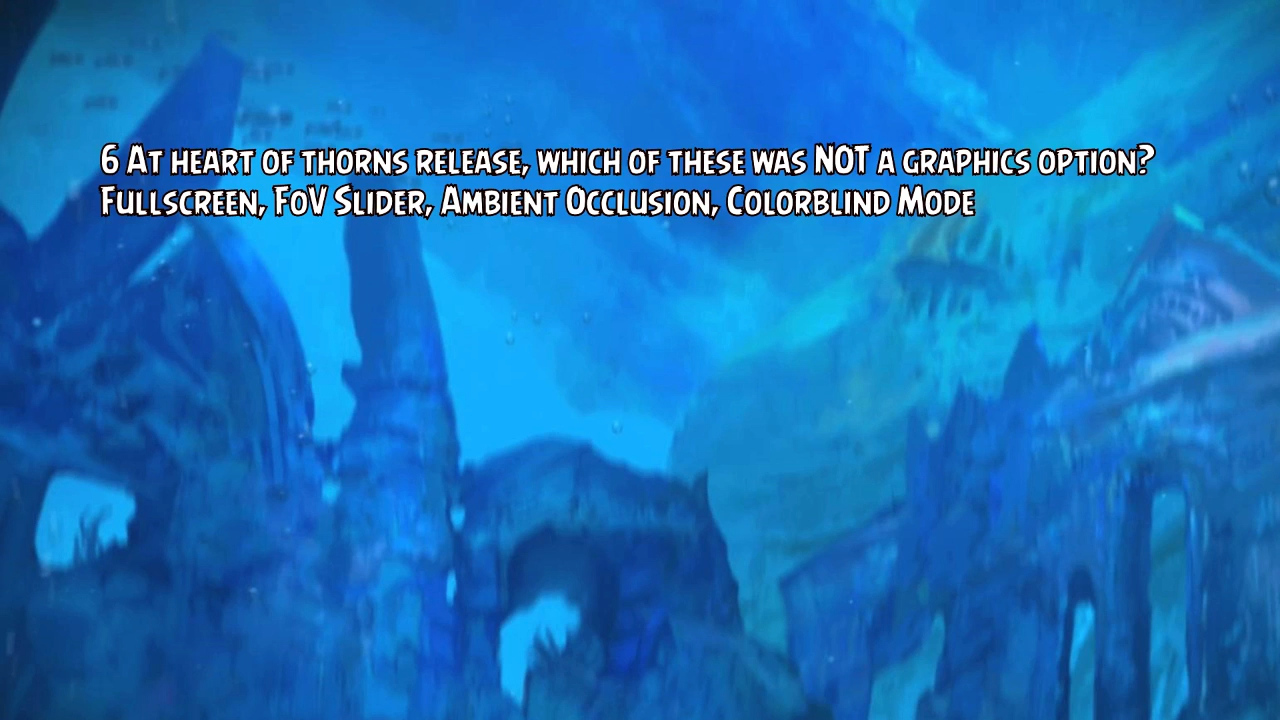 6 At heart of thorns release, which of these was NOT a graphics option?
Fullscreen, FoV Slider, Ambient Occlusion, Colorblind Mode